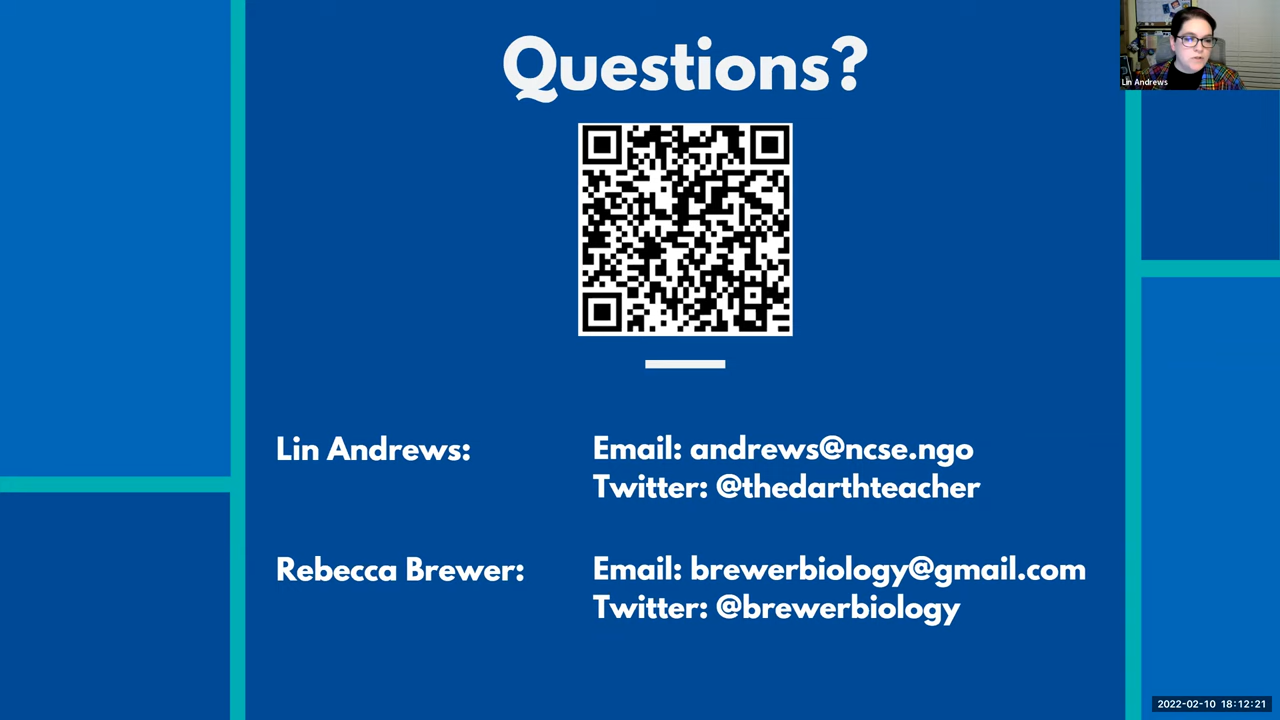 Questions?
Lin Andrews
Lin Andrews:
Email: andrews@ncse.ngo
Twitter: @thedarthteacher
Rebecca Brewer:
Email: brewerbiology@gmail.com
Twitter: @brewerbiology
2022-02-10 18:12:21